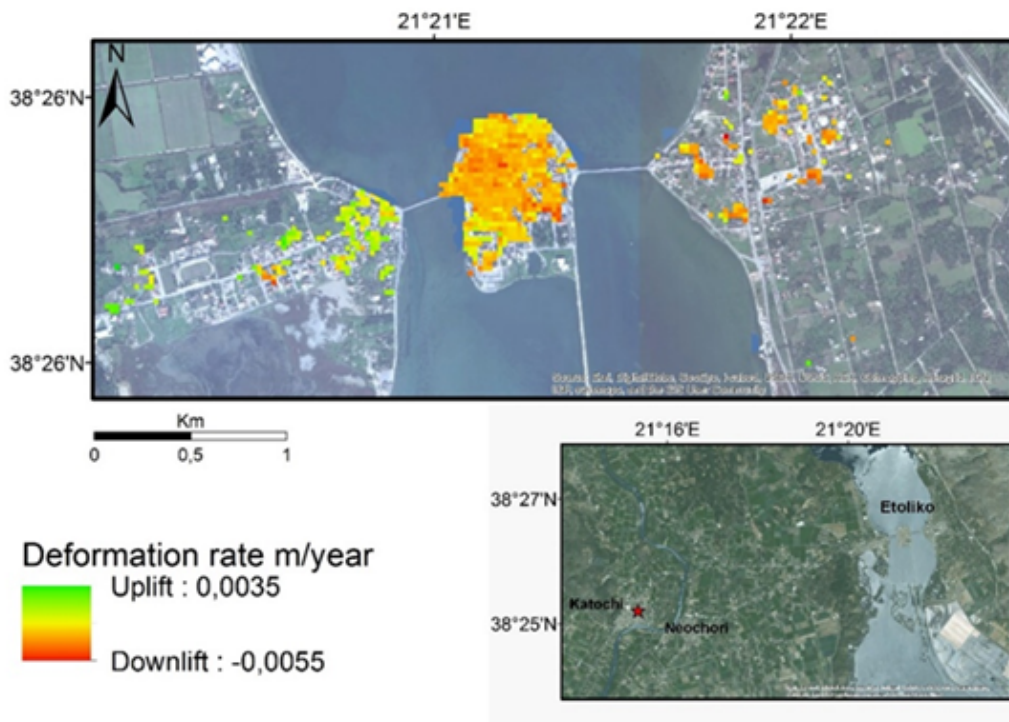 21°21'E
21°22'E
N
38°26'N
38°26'N
Km
0
0,5
1
Deformation rate m/year
Uplift : 0,0035
Downlift : -0,0055
21°16'E
21°20'E
38°27'N
Etoliko
Katochi
38°25'N
Neochori